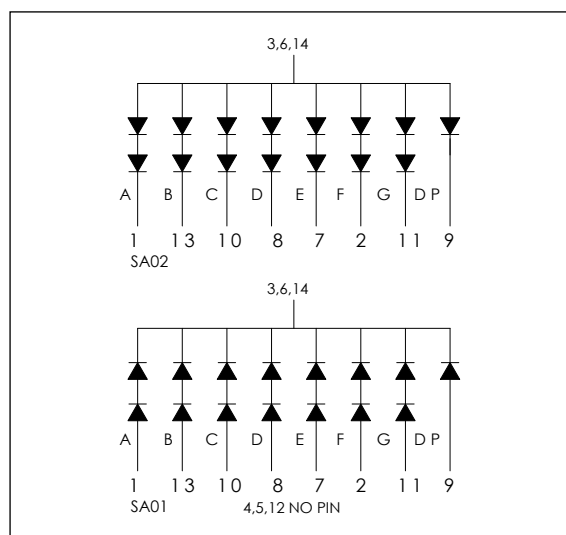 3,6,14
A B C D E F G DP
1 13 10 8 7 2 11 9
SA02
3,6,14
A B C D E F G DP
1 13 10 8 7 2 11 9
SA01 4,5,12 NO PIN